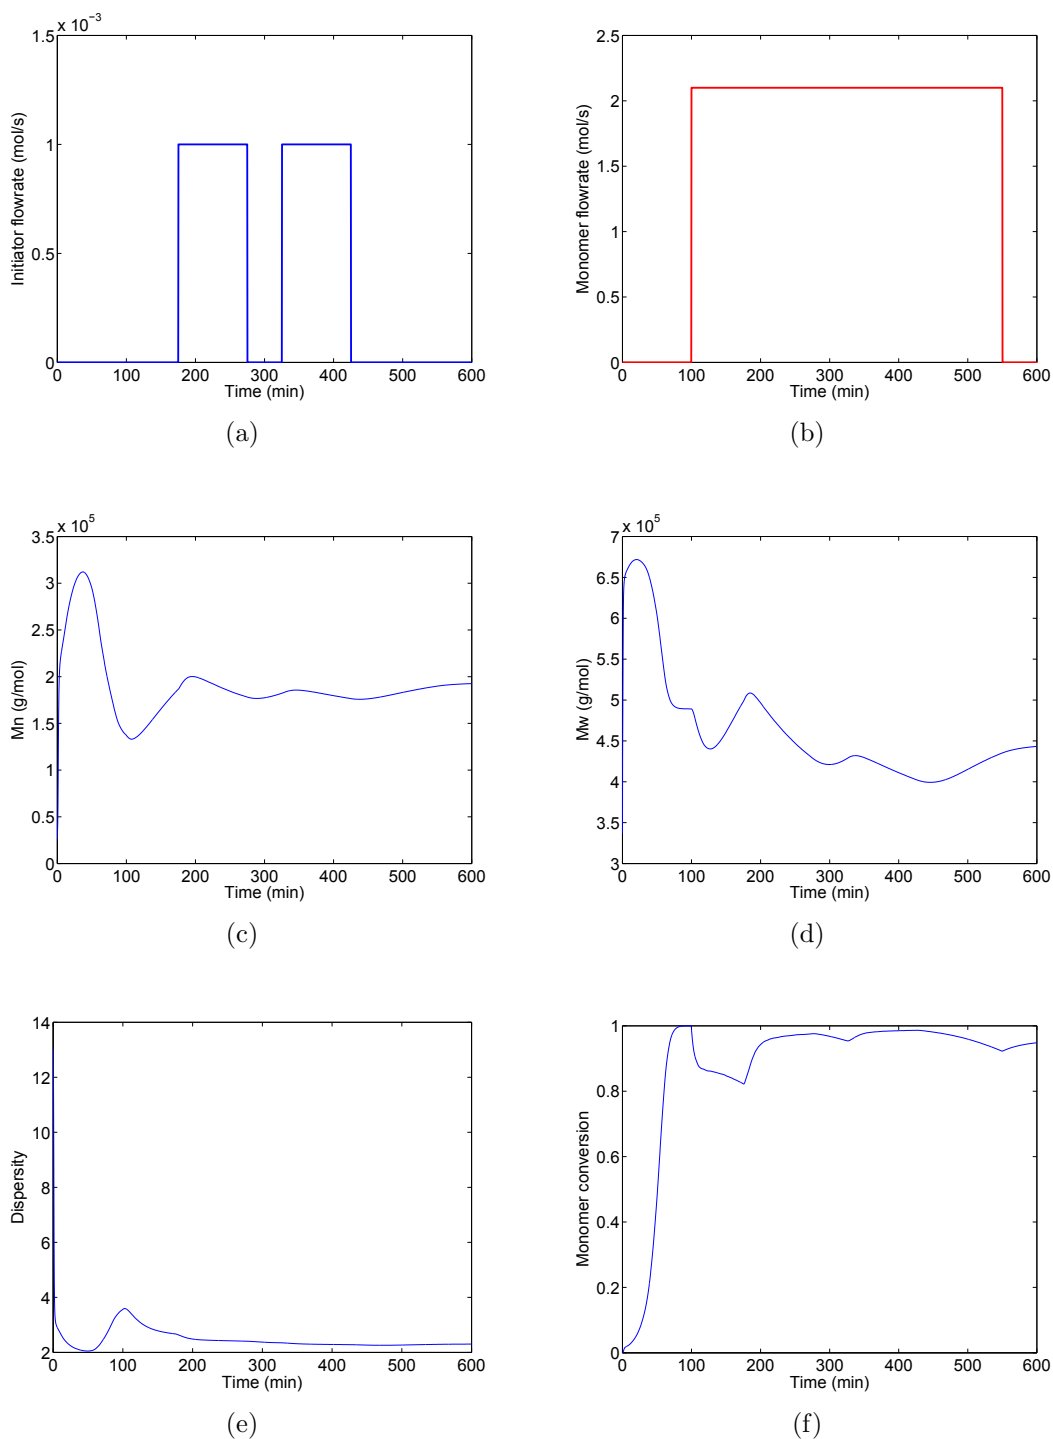 x 10⁻³
1.5
1
0.5
0
Initiator flowrate (mol/s)
0 100 200 300 400 500 600
Time (min)
(a)
2.5
2
1.5
1
0.5
0
Monomer flowrate (mol/s)
0 100 200 300 400 500 600
Time (min)
(b)
x 10⁵
3.5
3
2.5
2
1.5
1
0.5
0
Mn (g/mol)
0 100 200 300 400 500 600
Time (min)
(c)
x 10⁵
7
6.5
6
5.5
5
4.5
4
3.5
3
Mw (g/mol)
0 100 200 300 400 500 600
Time (min)
(d)
14
12
10
8
6
4
2
Dispersity
0 100 200 300 400 500 600
Time (min)
(e)
1
0.8
0.6
0.4
0.2
0
Monomer conversion
0 100 200 300 400 500 600
Time (min)
(f)